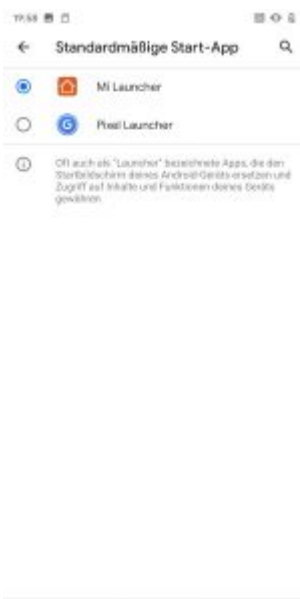 19:58
Standardmäßige Start-App
Mi Launcher
Pixel Launcher
Oft auch als "Launcher" bezeichnete Apps, die den
Startbildschirm deines Android-Geräts ersetzen und
Zugriff auf Inhalte und Funktionen deines Geräts
gewähren